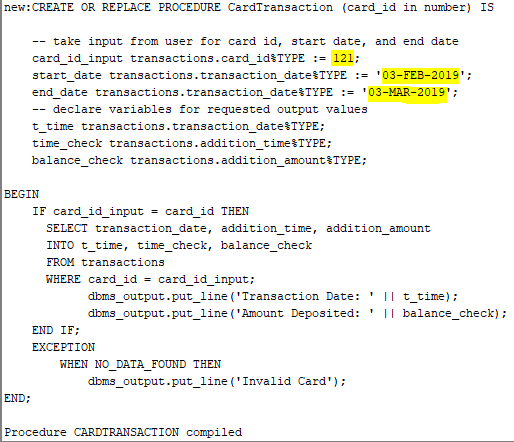 new:CREATE OR REPLACE PROCEDURE CardTransaction (card_id in number) IS
-- take input from user for card id, start date, and end date
card_id_input transactions.card_id%TYPE := 121;
start_date transactions.transaction_date%TYPE := '03-FEB-2019';
end_date transactions.transaction_date%TYPE := '03-MAR-2019';
-- declare variables for requested output values
t_time transactions.transaction_date%TYPE;
time_check transactions.addition_time%TYPE;
balance_check transactions.addition_amount%TYPE;
BEGIN
IF card_id_input = card_id THEN
SELECT transaction_date, addition_time, addition_amount
INTO t_time, time_check, balance_check
FROM transactions
WHERE card_id = card_id_input;
dbms_output.put_line('Transaction Date: ' || t_time);
dbms_output.put_line('Amount Deposited: ' || balance_check);
END IF;
EXCEPTION
WHEN NO_DATA_FOUND THEN
dbms_output.put_line('Invalid Card');
END;
Procedure CARDTRANSACTION compiled